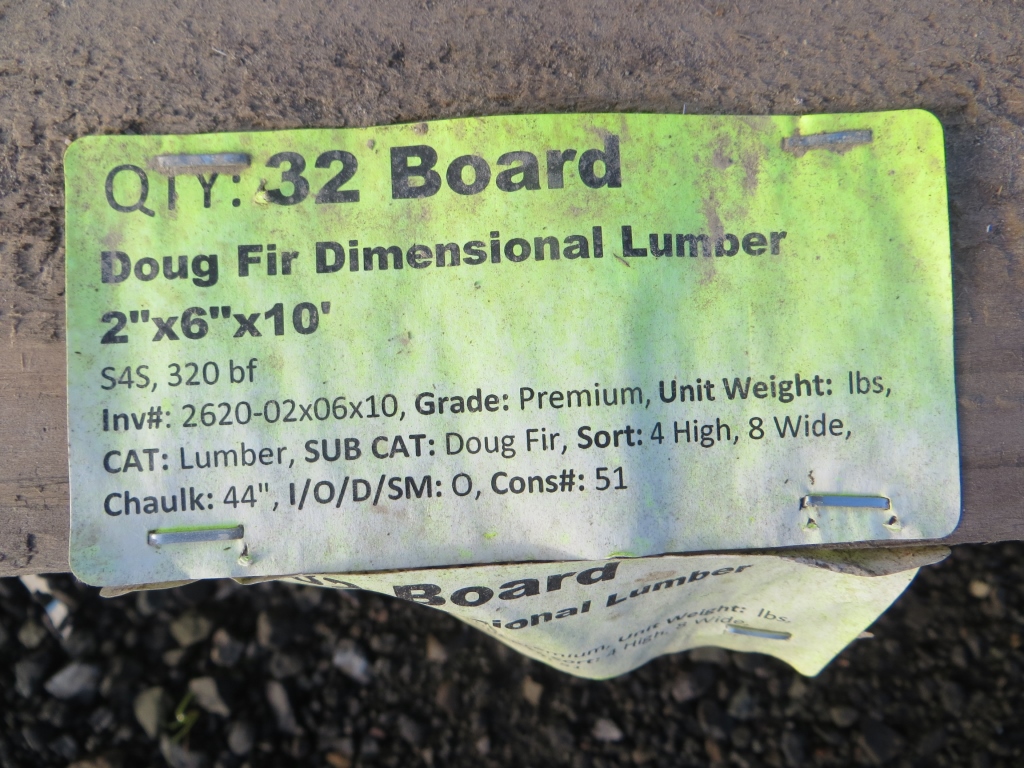 QTY: 32 Board
Doug Fir Dimensional Lumber
2"x6"x10'
S4S, 320 bf
Inv#: 2620-02x06x10, Grade: Premium, Unit Weight: lbs,
CAT: Lumber, SUB CAT: Doug Fir, Sort: 4 High, 8 Wide,
Chaulk: 44", I/O/D/SM: O, Cons#: 51
Board
Lumber
Unit Weight: lbs,
4 High, 8 Wide,